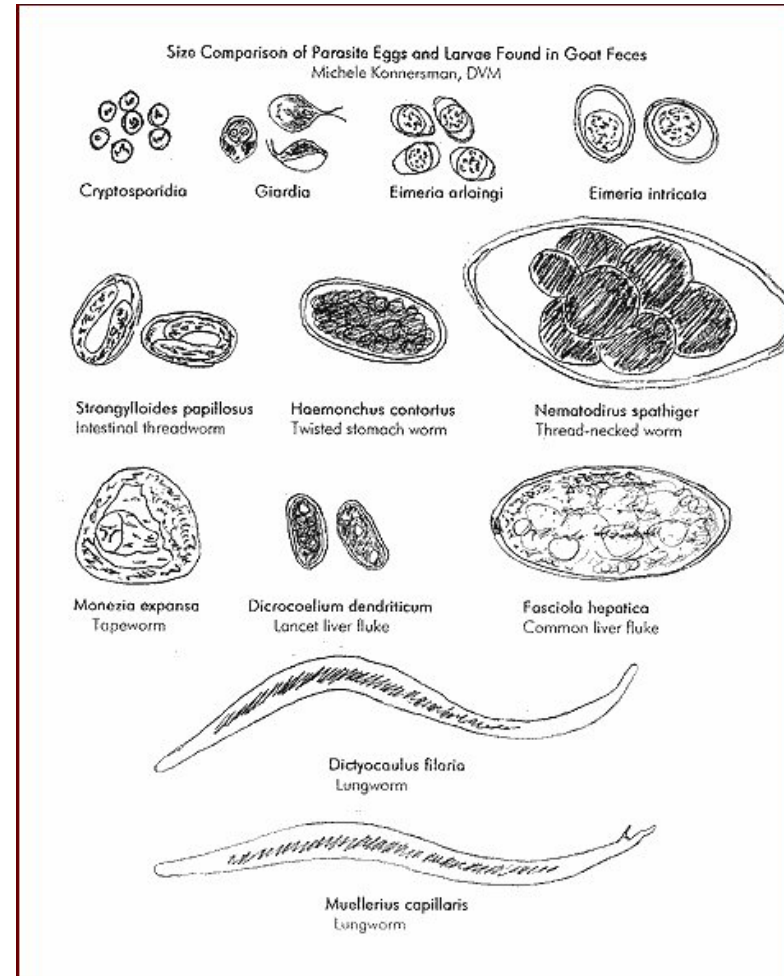 Size Comparison of Parasite Eggs and Larvae Found in Goat Feces
Michele Konnersman, DVM
Cryptosporidia
Giardia
Eimeria arloingi
Eimeria intricata
Strongylloides papillosus
Intestinal threadworm
Haemonchus contortus
Twisted stomach worm
Nematodirus spathiger
Thread-necked worm
Monezia expansa
Tapeworm
Dicrocoelium dendriticum
Lancet liver fluke
Fasciola hepatica
Common liver fluke
Dictyocaulus filaria
Lungworm
Muellerius capillaris
Lungworm